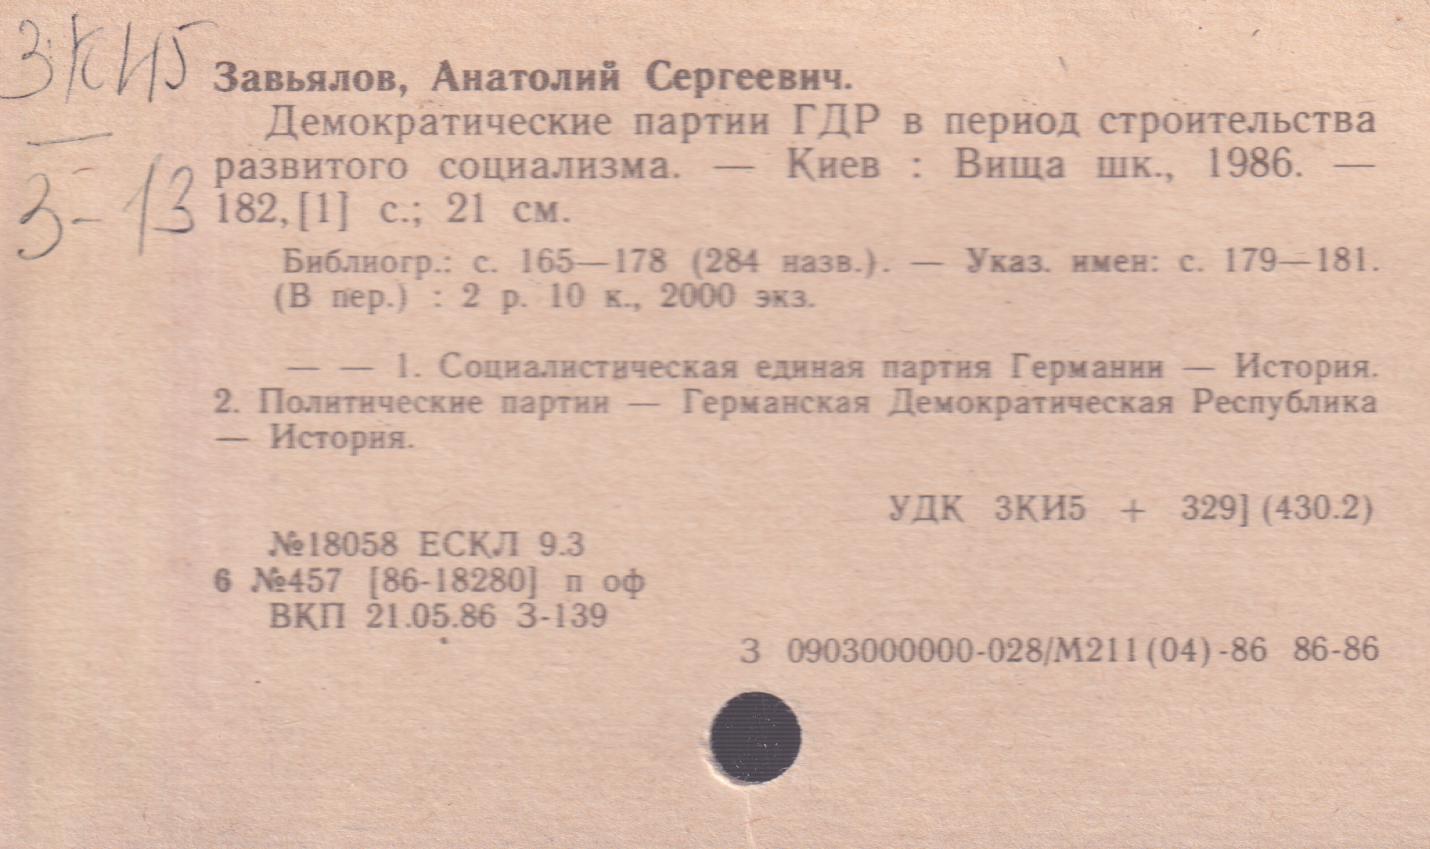 3КИ5
З-13
Завьялов, Анатолий Сергеевич.
Демократические партии ГДР в период строительства
развитого социализма. — Киев : Вища шк., 1986. —
182, [1] с.; 21 см.
Библиогр.: с. 165—178 (284 назв.). — Указ. имен: с. 179—181.
(В пер.) : 2 р. 10 к., 2000 экз.
— — 1. Социалистическая единая партия Германии — История.
2. Политические партии — Германская Демократическая Республика
— История.
УДК 3КИ5 + 329] (430.2)
№18058 ЕСКЛ 9.3
6 №457 [86-18280] п оф
ВКП 21.05.86 З-139
З 0903000000-028/М211(04)-86 86-86